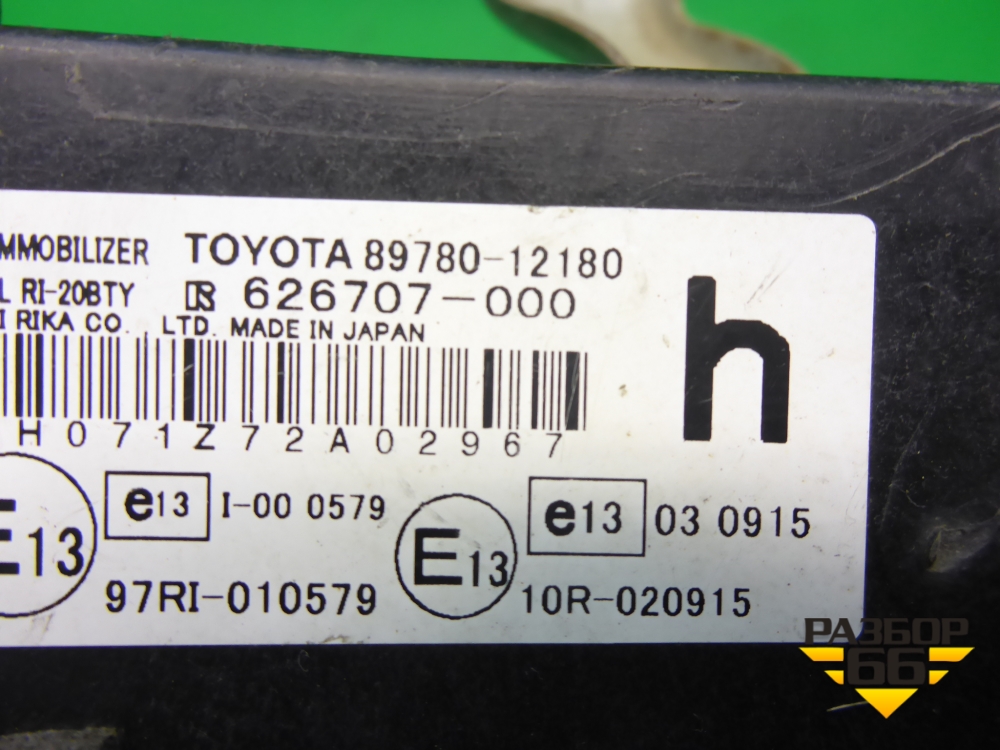 MMOBILIZER TOYOTA 89780-12180
L RI-20BTY 626707-000
I RIKA CO., LTD. MADE IN JAPAN
h
H071Z72A02967
E13 e13 I-00 0579 E13 e13 03 0915
97RI-010579 10R-020915
РАЗБОР
66